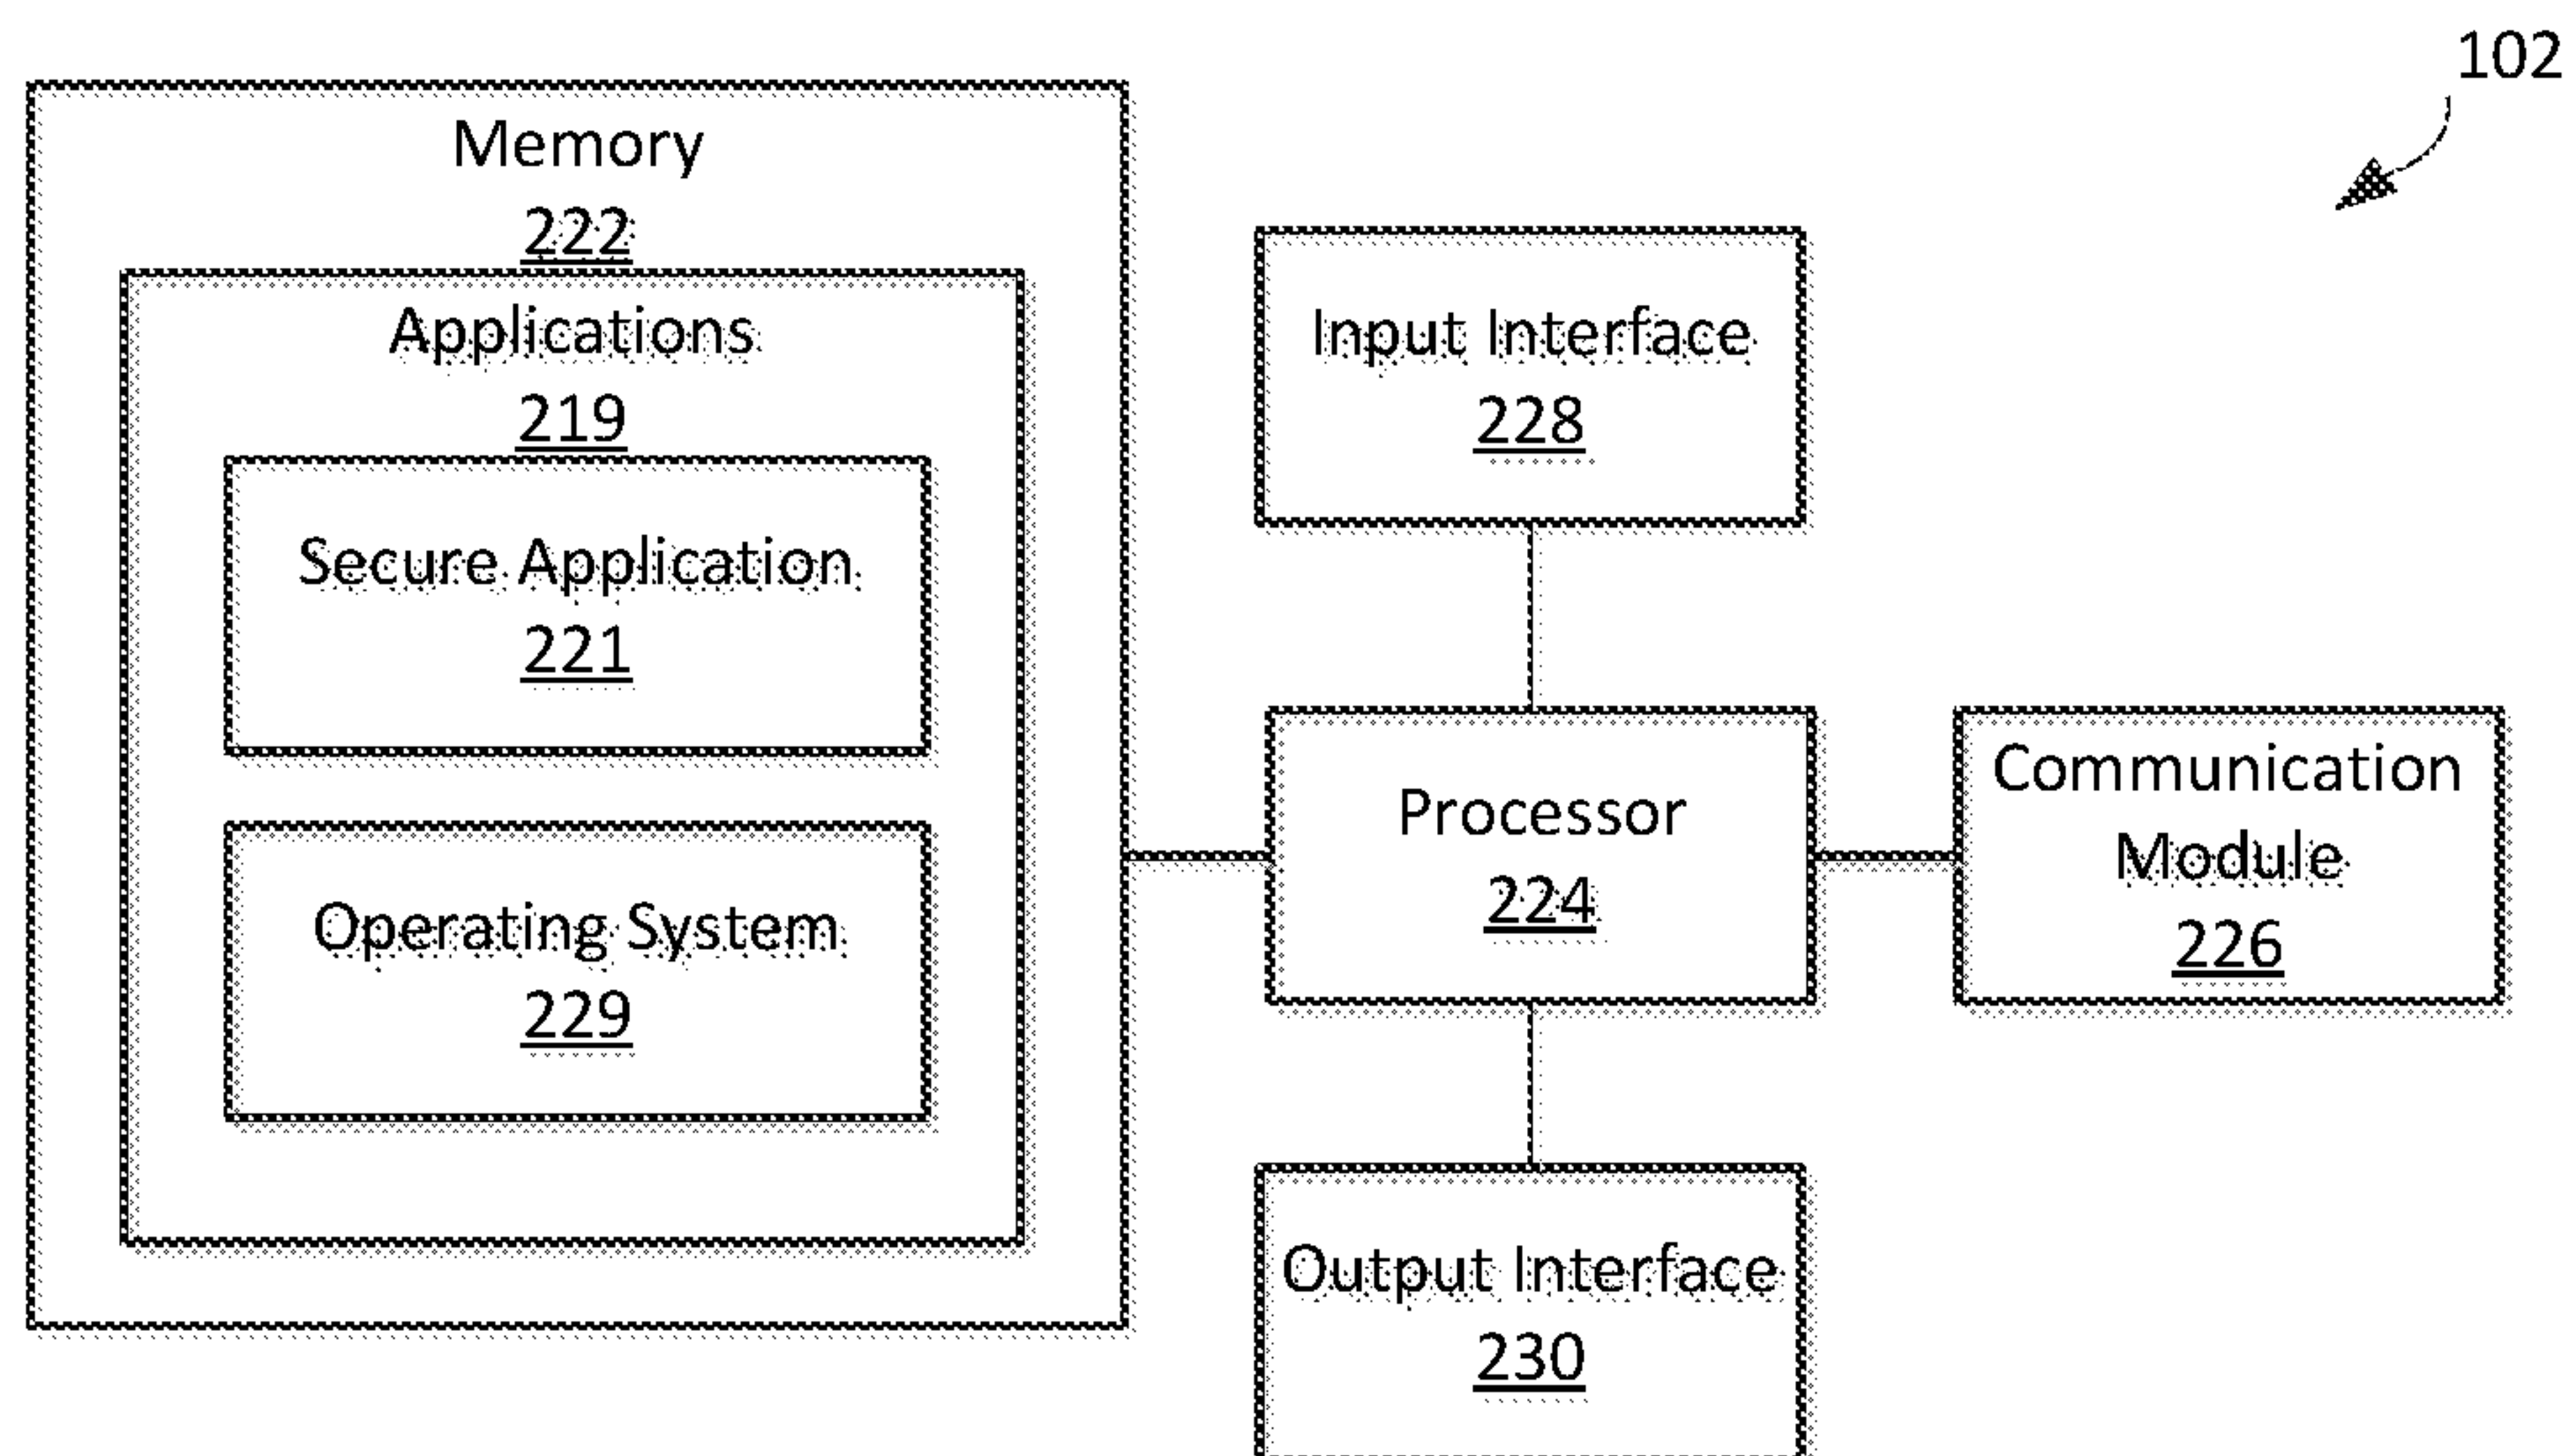 102
Memory
222
Applications
219
Secure Application
221
Operating System
229
Input Interface
228
Processor
224
Communication
Module
226
Output Interface
230